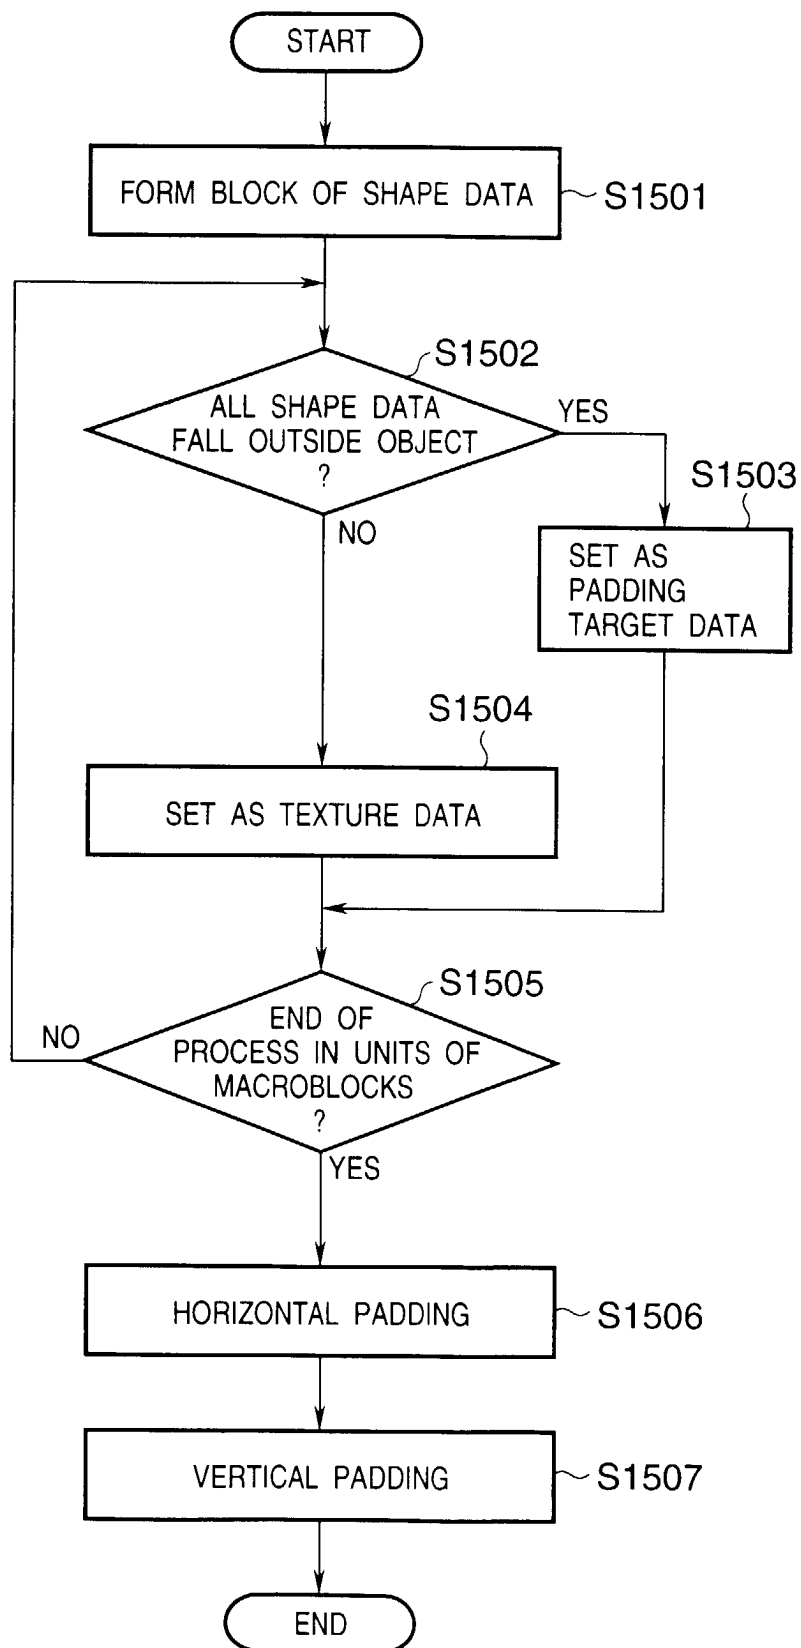 START
FORM BLOCK OF SHAPE DATA
S1501
S1502
ALL SHAPE DATA
FALL OUTSIDE OBJECT
?
YES
NO
S1503
SET AS
PADDING
TARGET DATA
S1504
SET AS TEXTURE DATA
S1505
END OF
PROCESS IN UNITS OF
MACROBLOCKS
?
NO
YES
HORIZONTAL PADDING
S1506
VERTICAL PADDING
S1507
END